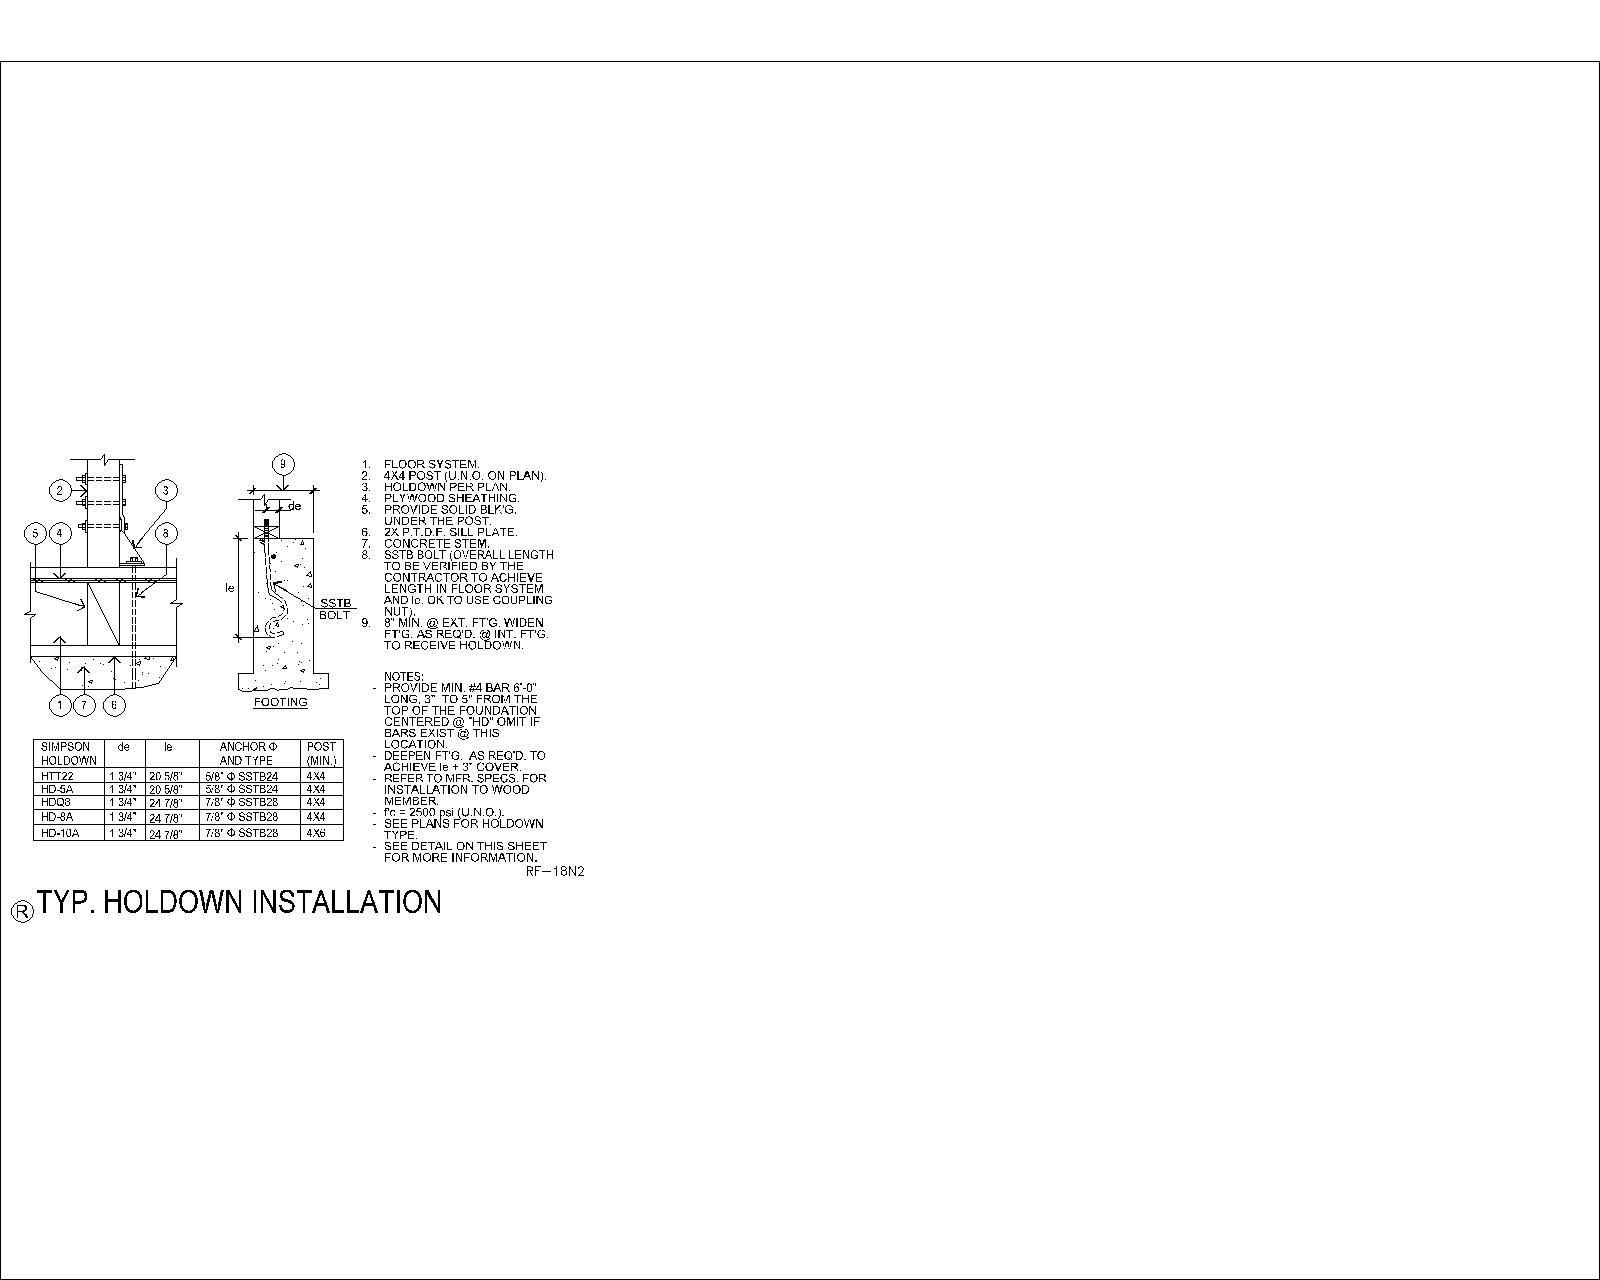 9
2
3
5
4
8
de
le
SSTB
BOLT
1
7
6
FOOTING
1. FLOOR SYSTEM.
2. 4X4 POST (U.N.O. ON PLAN).
3. HOLDOWN PER PLAN.
4. PLYWOOD SHEATHING.
5. PROVIDE SOLID BLK'G.
UNDER THE POST.
6. 2X P.T.D.F. SILL PLATE.
7. CONCRETE STEM.
8. SSTB BOLT (OVERALL LENGTH
TO BE VERIFIED BY THE
CONTRACTOR TO ACHIEVE
LENGTH IN FLOOR SYSTEM
AND le. OK TO USE COUPLING
NUT).
9. 8" MIN. @ EXT. FT'G. WIDEN
FT'G. AS REQ'D. @ INT. FT'G.
TO RECEIVE HOLDOWN.
NOTES:
- PROVIDE MIN. #4 BAR 6'-0"
LONG, 3" TO 5" FROM THE
TOP OF THE FOUNDATION
CENTERED @ "HD" OMIT IF
BARS EXIST @ THIS
LOCATION.
- DEEPEN FT'G. AS REQ'D. TO
ACHIEVE le + 3" COVER.
- REFER TO MFR. SPECS. FOR
INSTALLATION TO WOOD
MEMBER.
- f'c = 2500 psi (U.N.O.).
- SEE PLANS FOR HOLDOWN
TYPE.
- SEE DETAIL ON THIS SHEET
FOR MORE INFORMATION.
SIMPSON de le ANCHOR Φ POST
HOLDOWN AND TYPE (MIN.)
HTT22 1 3/4" 20 5/8" 5/8" Φ SSTB24 4X4
HD-5A 1 3/4" 20 5/8" 5/8" Φ SSTB24 4X4
HDQ8 1 3/4" 24 7/8" 7/8" Φ SSTB28 4X4
HD-8A 1 3/4" 24 7/8" 7/8" Φ SSTB28 4X4
HD-10A 1 3/4" 24 7/8" 7/8" Φ SSTB28 4X6
RF-18N2
R TYP. HOLDOWN INSTALLATION